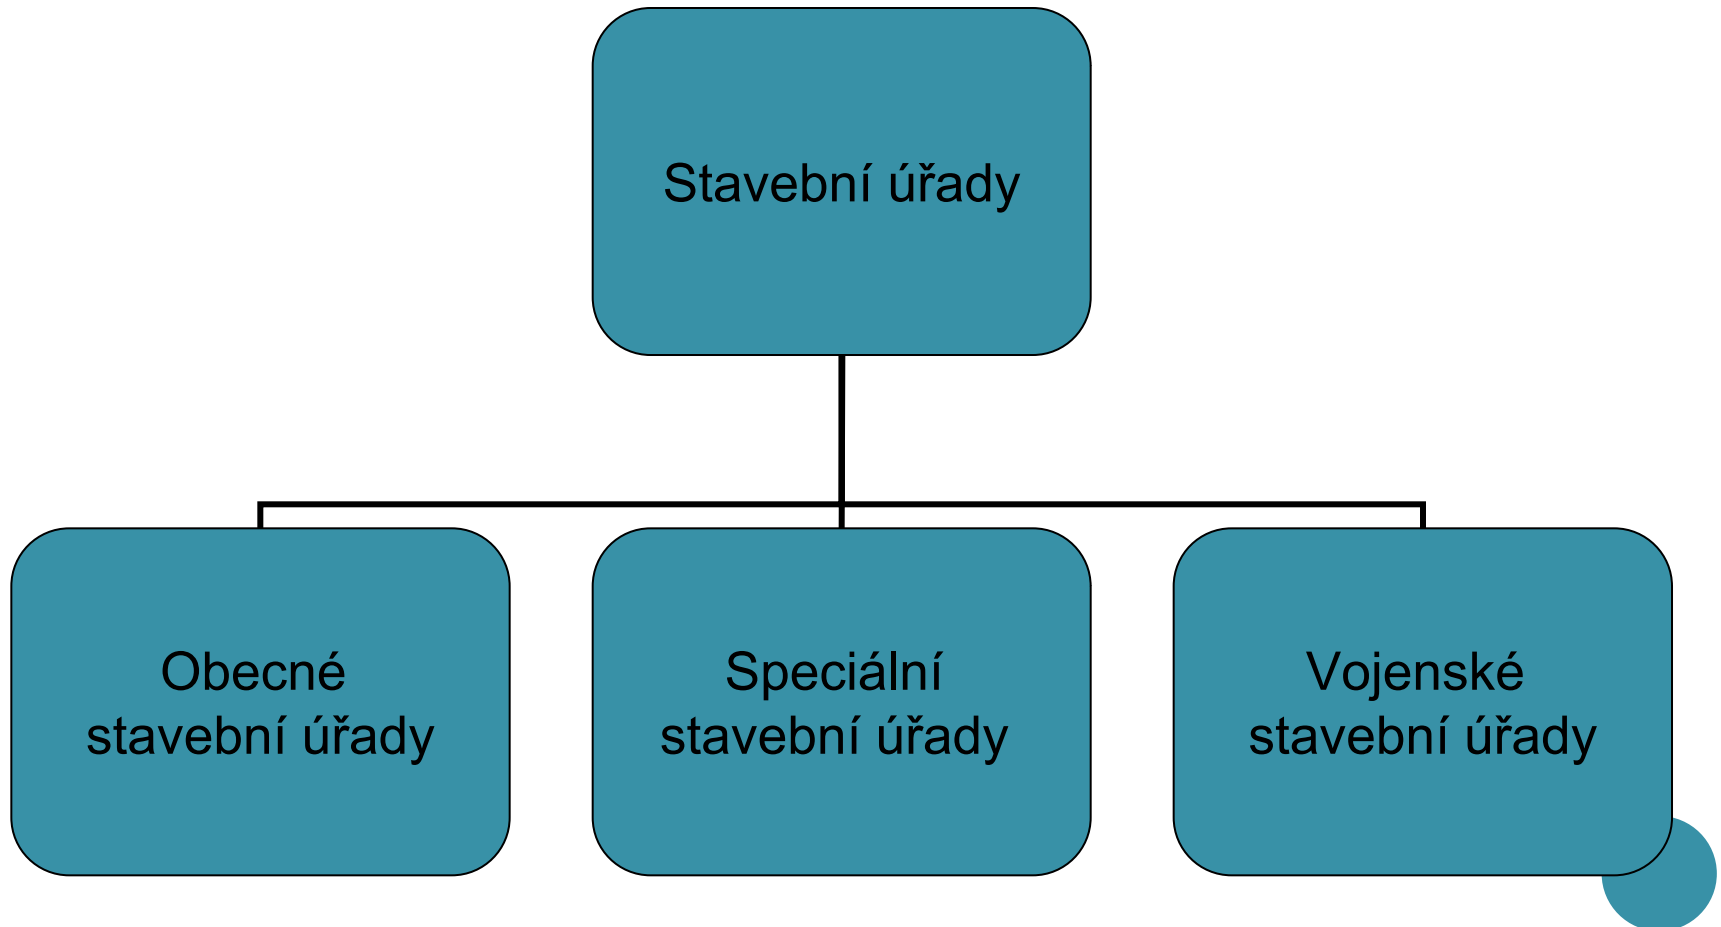 Stavební úřady
Obecné
stavební úřady
Speciální
stavební úřady
Vojenské
stavební úřady